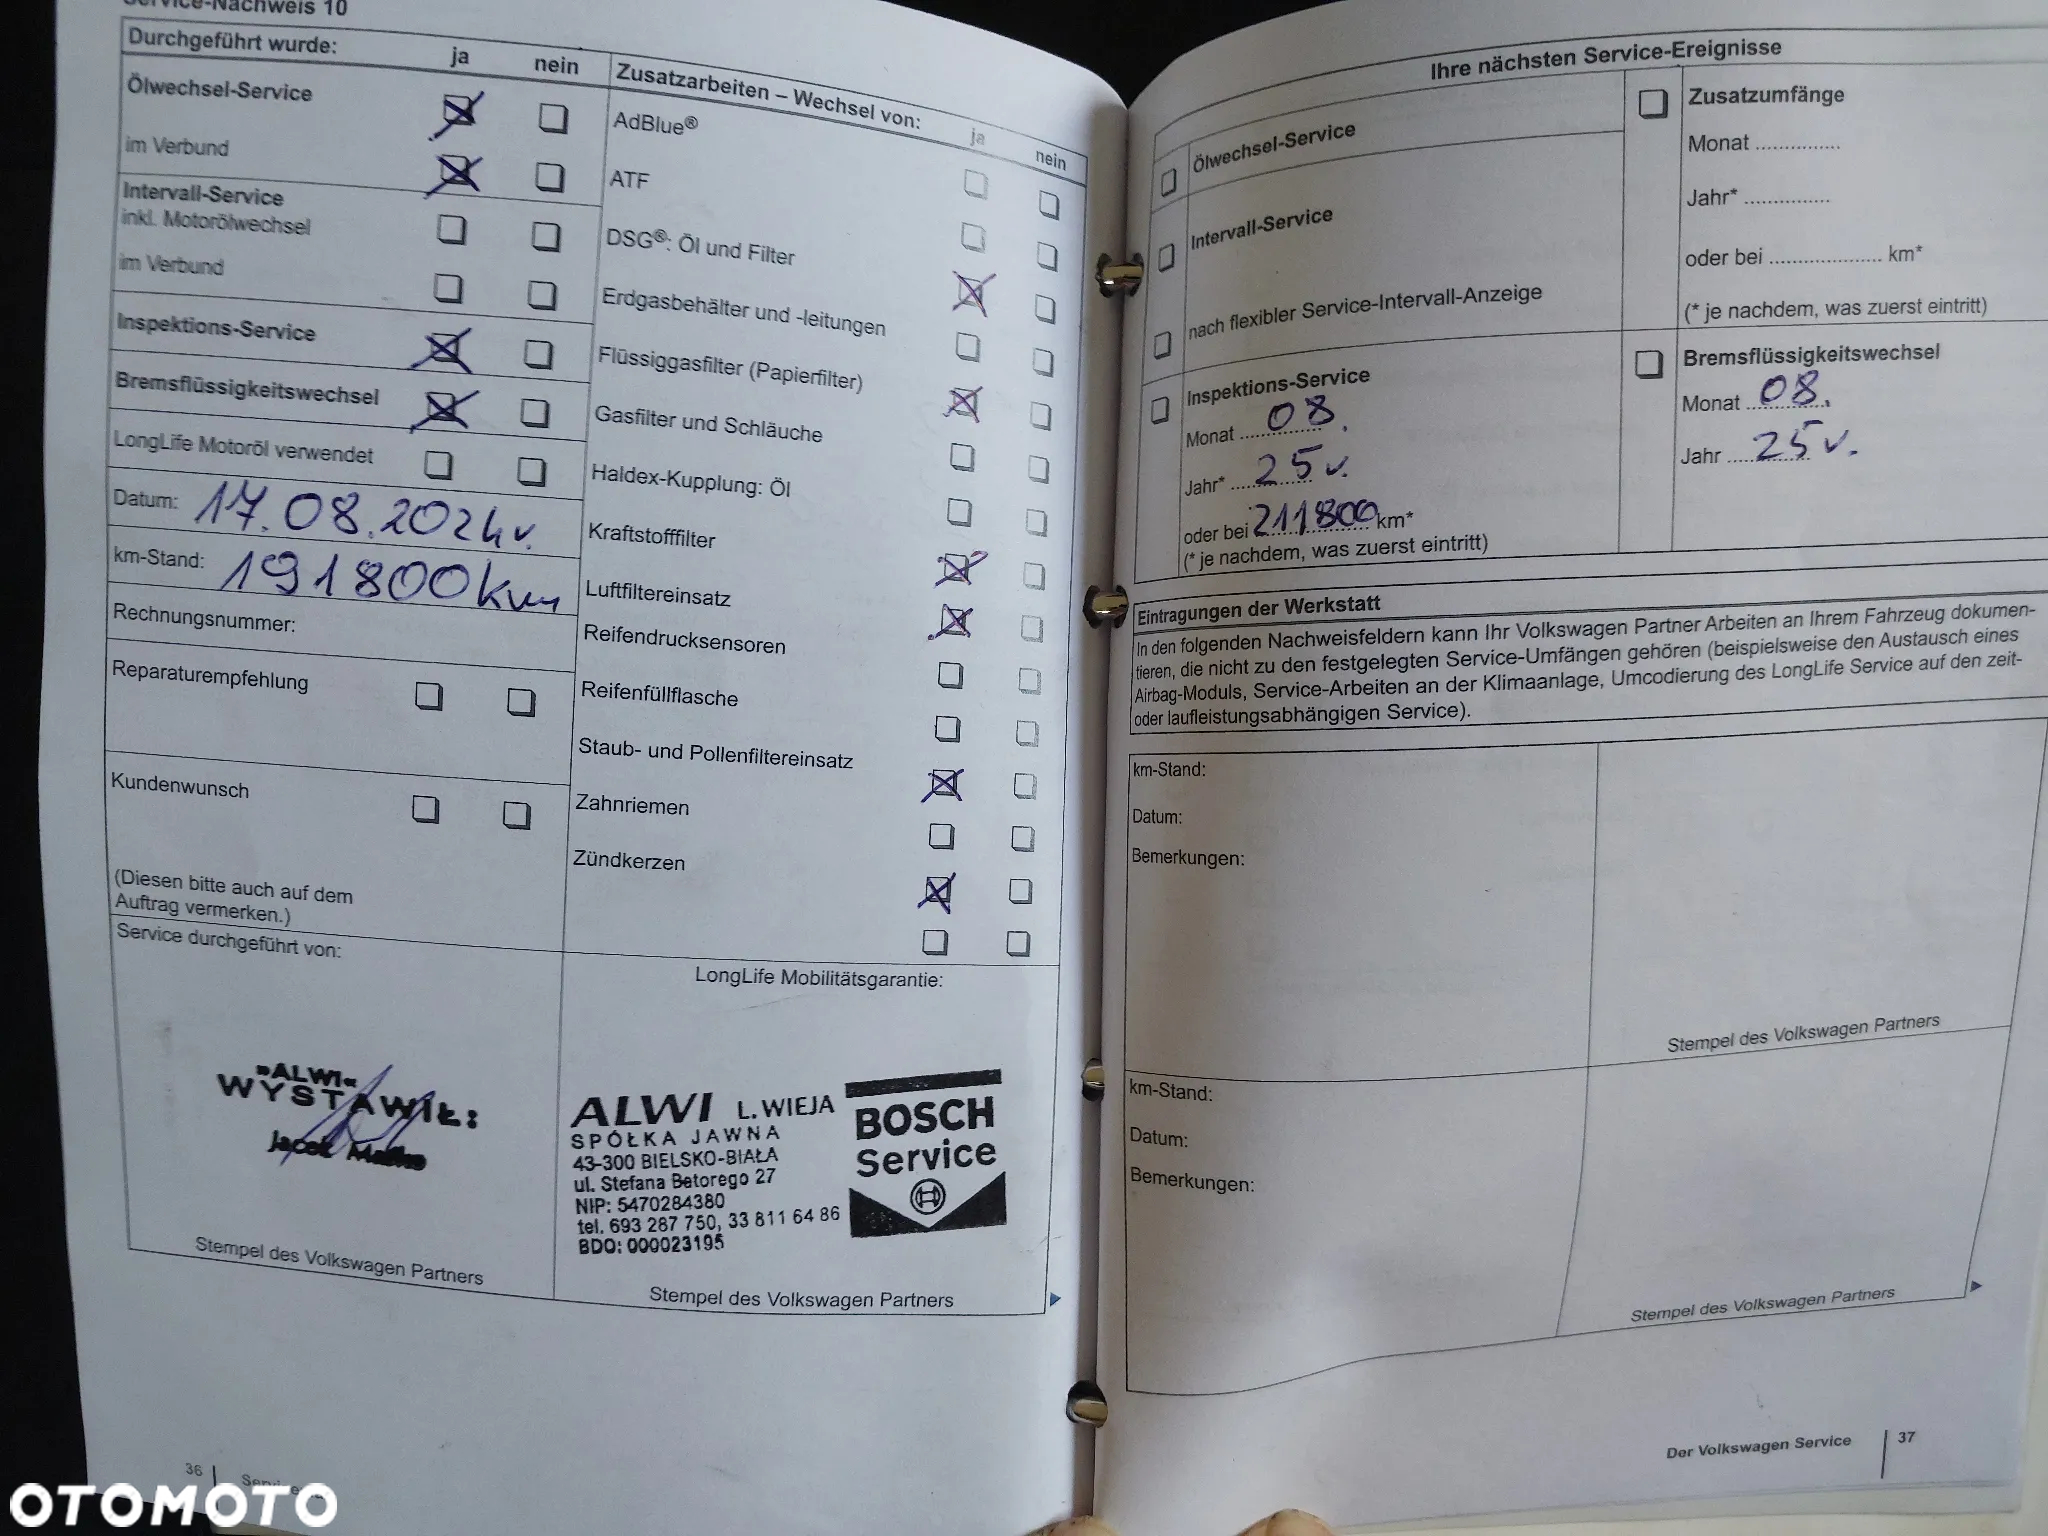 Service-Nachweis 10
Durchgeführt wurde: ja nein
Ölwechsel-Service
im Verbund
Intervall-Service
inkl. Motorölwechsel
im Verbund
Inspektions-Service
Bremsflüssigkeitswechsel
LongLife Motoröl verwendet
Datum: 17.08.2024 r.
km-Stand: 191800 km
Rechnungsnummer:
Reparaturempfehlung
Kundenwunsch
(Diesen bitte auch auf dem
Auftrag vermerken.)
Service durchgeführt von:
»ALWI«
WYSTAWIŁ:
Jacek
Stempel des Volkswagen Partners
Zusatzarbeiten – Wechsel von:
ja nein
AdBlue®
ATF
DSG®: Öl und Filter
Erdgasbehälter und -leitungen
Flüssiggasfilter (Papierfilter)
Gasfilter und Schläuche
Haldex-Kupplung: Öl
Kraftstofffilter
Luftfiltereinsatz
Reifendrucksensoren
Reifenfüllflasche
Staub- und Pollenfiltereinsatz
Zahnriemen
Zündkerzen
LongLife Mobilitätsgarantie:
ALWI L. WIEJA
SPÓŁKA JAWNA
43-300 BIELSKO-BIAŁA
ul. Stefana Batorego 27
NIP: 5470284380
tel. 693 287 750, 33 811 64 86
BDO: 000023195
BOSCH
Service
Stempel des Volkswagen Partners
36
Ihre nächsten Service-Ereignisse
Ölwechsel-Service
Intervall-Service
nach flexibler Service-Intervall-Anzeige
Inspektions-Service
Monat 08.
Jahr* 25 r.
oder bei 211800 km*
(* je nachdem, was zuerst eintritt)
Zusatzumfänge
Monat ...............
Jahr* ...............
oder bei .................... km*
(* je nachdem, was zuerst eintritt)
Bremsflüssigkeitswechsel
Monat 08.
Jahr 25 r.
Eintragungen der Werkstatt
In den folgenden Nachweisfeldern kann Ihr Volkswagen Partner Arbeiten an Ihrem Fahrzeug dokumen-
tieren, die nicht zu den festgelegten Service-Umfängen gehören (beispielsweise den Austausch eines
Airbag-Moduls, Service-Arbeiten an der Klimaanlage, Umcodierung des LongLife Service auf den zeit-
oder laufleistungsabhängigen Service).
km-Stand:
Datum:
Bemerkungen:
Stempel des Volkswagen Partners
km-Stand:
Datum:
Bemerkungen:
Stempel des Volkswagen Partners
Der Volkswagen Service 37
OTOMOTO